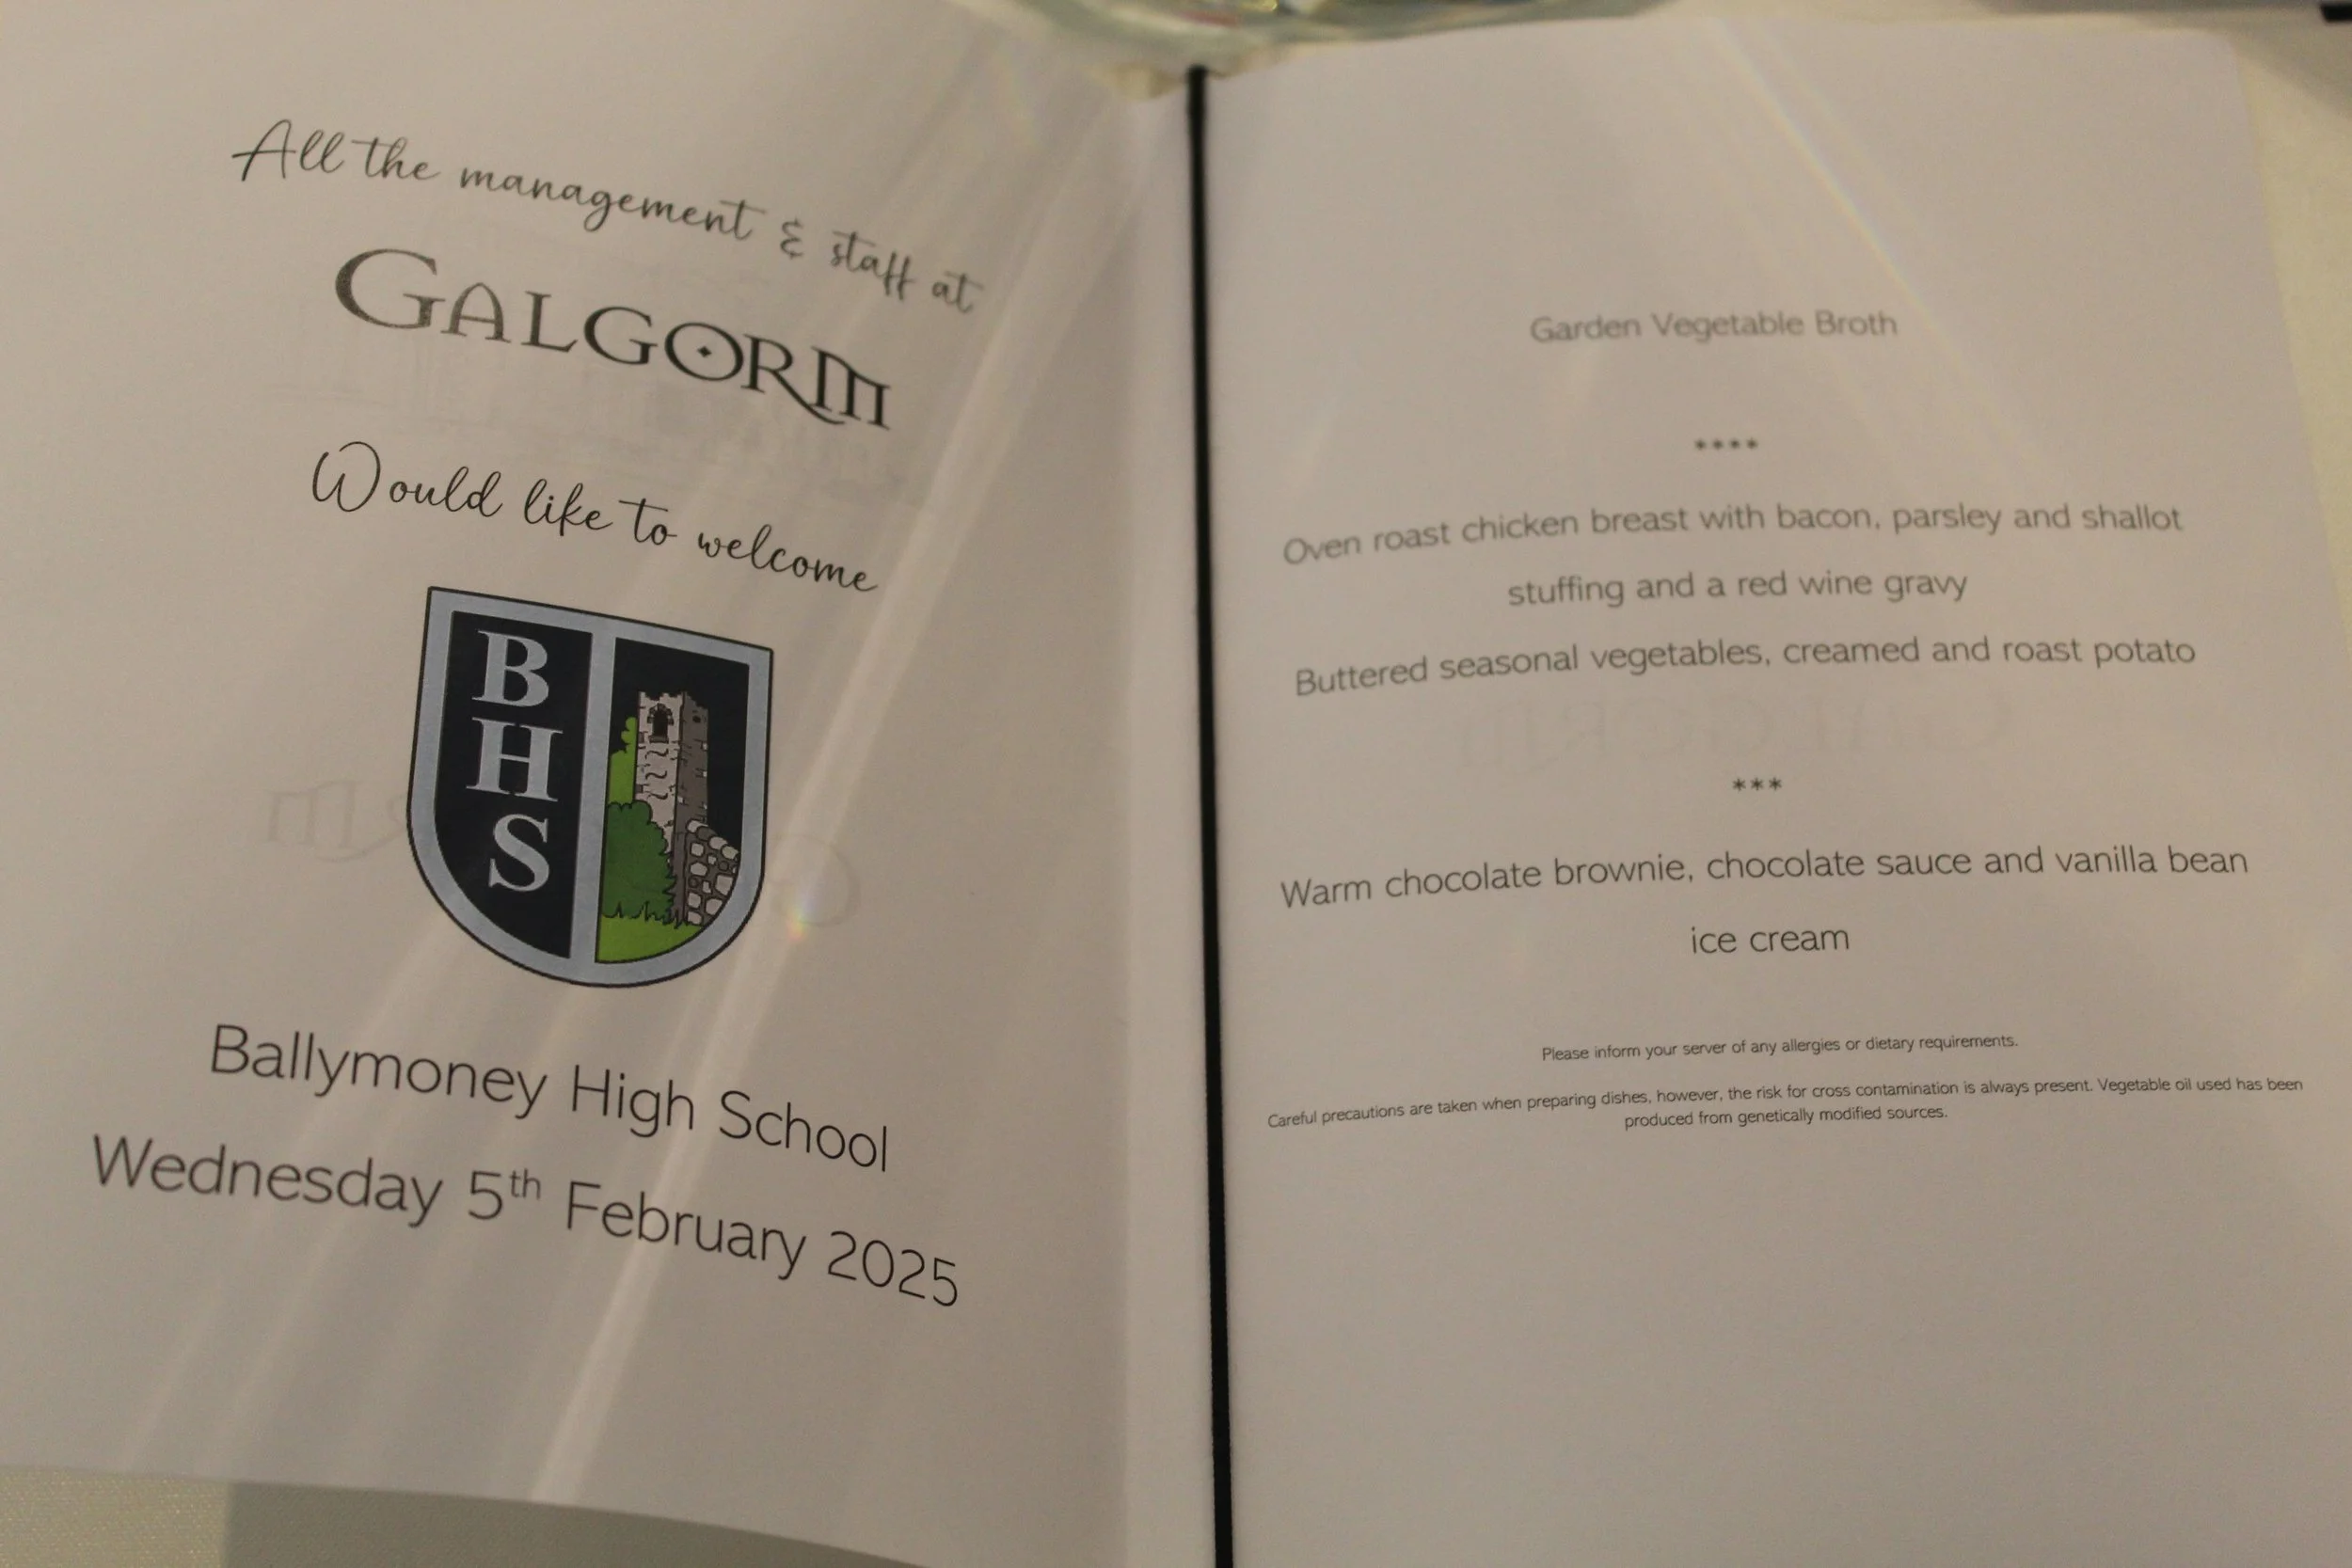 All the management & staff at
GALGORM
Would like to welcome
B
H
S
Ballymoney High School
Wednesday 5th February 2025
Garden Vegetable Broth
****
Oven roast chicken breast with bacon, parsley and shallot
stuffing and a red wine gravy
Buttered seasonal vegetables, creamed and roast potato
***
Warm chocolate brownie, chocolate sauce and vanilla bean
ice cream
Please inform your server of any allergies or dietary requirements.
Careful precautions are taken when preparing dishes, however, the risk for cross contamination is always present. Vegetable oil used has been
produced from genetically modified sources.